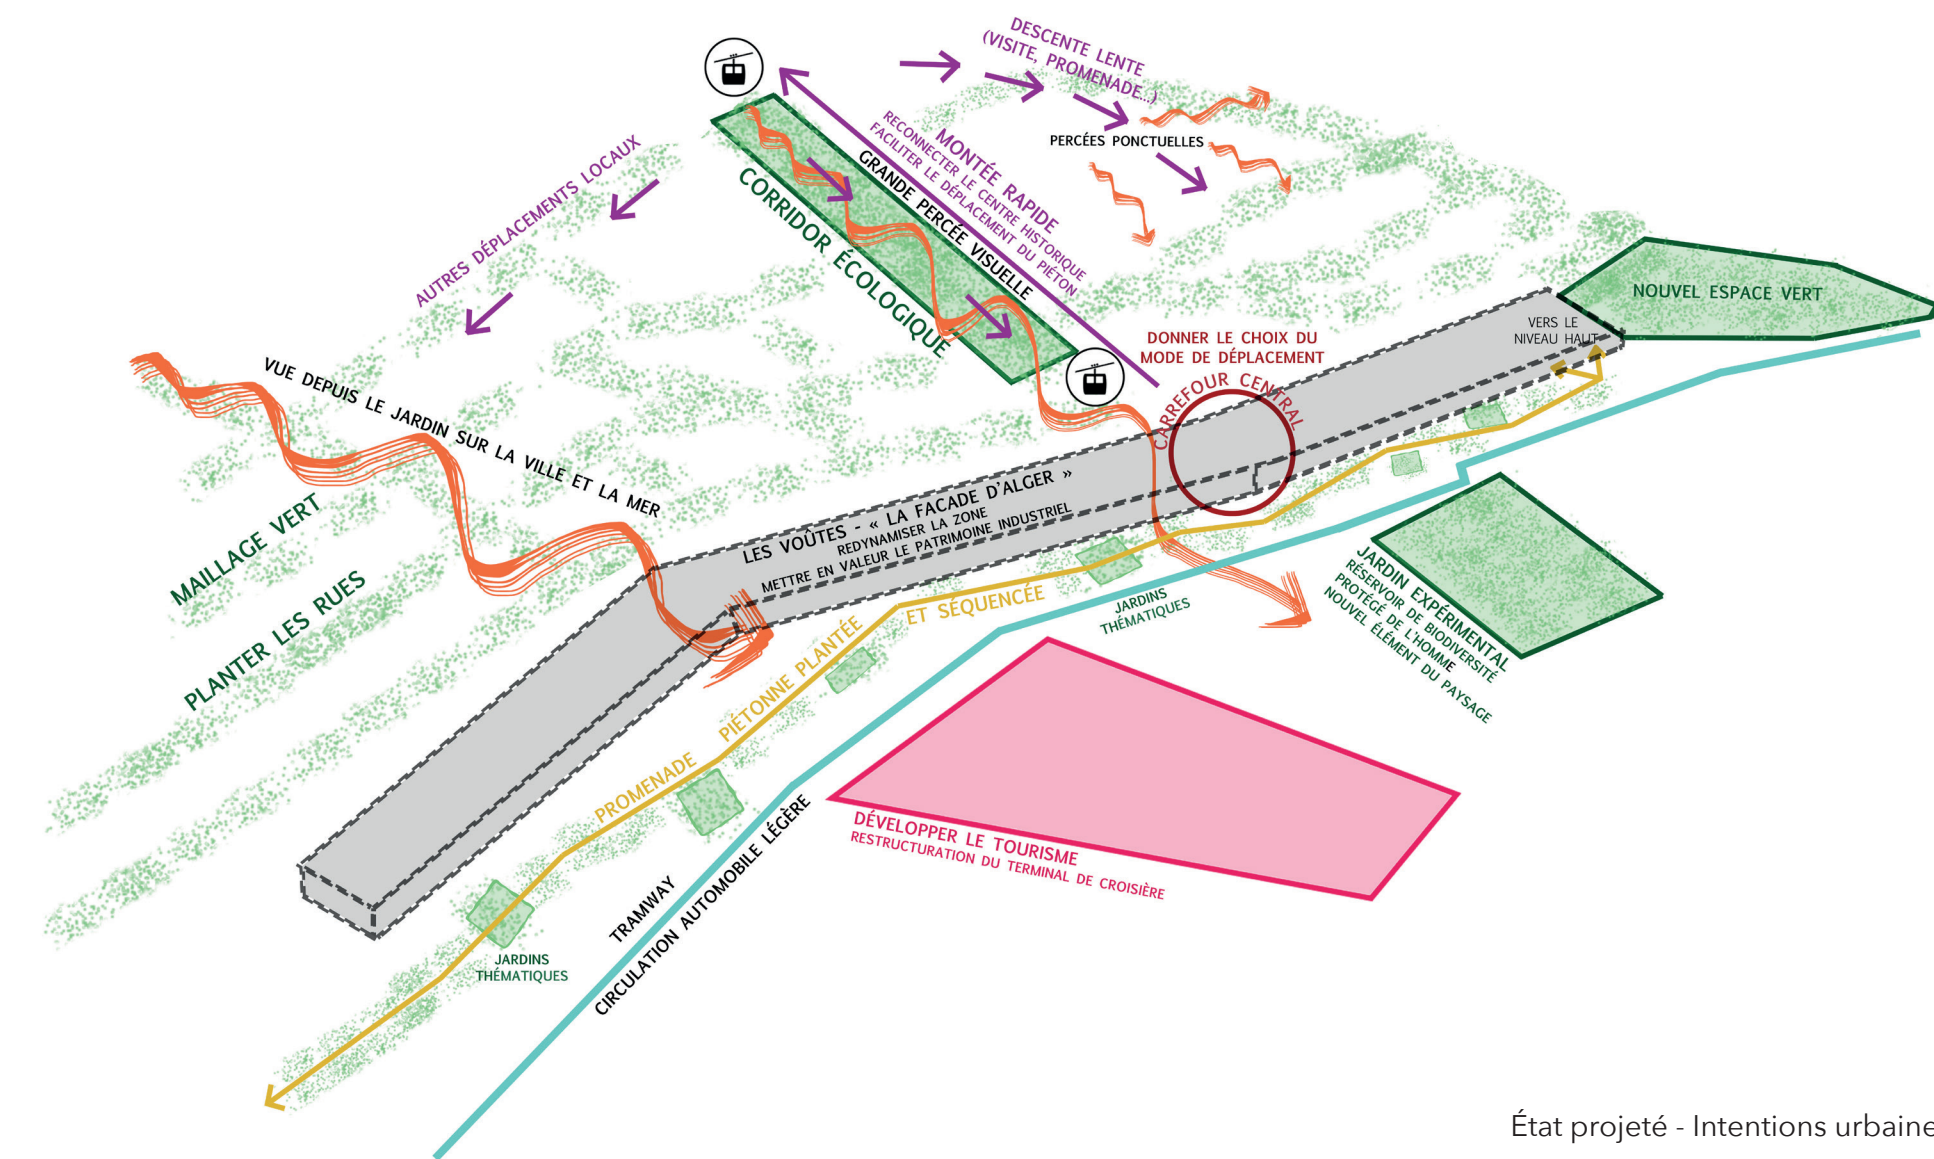 DESCENTE LENTE
(VISITE, PROMENADE...)
PERCÉES PONCTUELLES
MONTÉE RAPIDE
RECONNECTER LE CENTRE HISTORIQUE
FACILITER LE DÉPLACEMENT DU PIÉTON
GRANDE PERCÉE VISUELLE
CORRIDOR ÉCOLOGIQUE
AUTRES DÉPLACEMENTS LOCAUX
NOUVEL ESPACE VERT
VERS LE
NIVEAU HAUT
DONNER LE CHOIX DU
MODE DE DÉPLACEMENT
CARREFOUR CENTRAL
VUE DEPUIS LE JARDIN SUR LA VILLE ET LA MER
MAILLAGE VERT
PLANTER LES RUES
LES VOÛTES - « LA FACADE D'ALGER »
REDYNAMISER LA ZONE
METTRE EN VALEUR LE PATRIMOINE INDUSTRIEL
JARDIN EXPÉRIMENTAL
RÉSERVOIR DE BIODIVERSITÉ
PROTÉGÉ DE L'HOMME
NOUVEL ÉLÉMENT DU PAYSAGE
JARDINS
THÉMATIQUES
PROMENADE PIÉTONNE PLANTÉE ET SÉQUENCÉE
DÉVELOPPER LE TOURISME
RESTRUCTURATION DU TERMINAL DE CROISIÈRE
TRAMWAY
CIRCULATION AUTOMOBILE LÉGÈRE
JARDINS
THÉMATIQUES
État projeté - Intentions urbaine